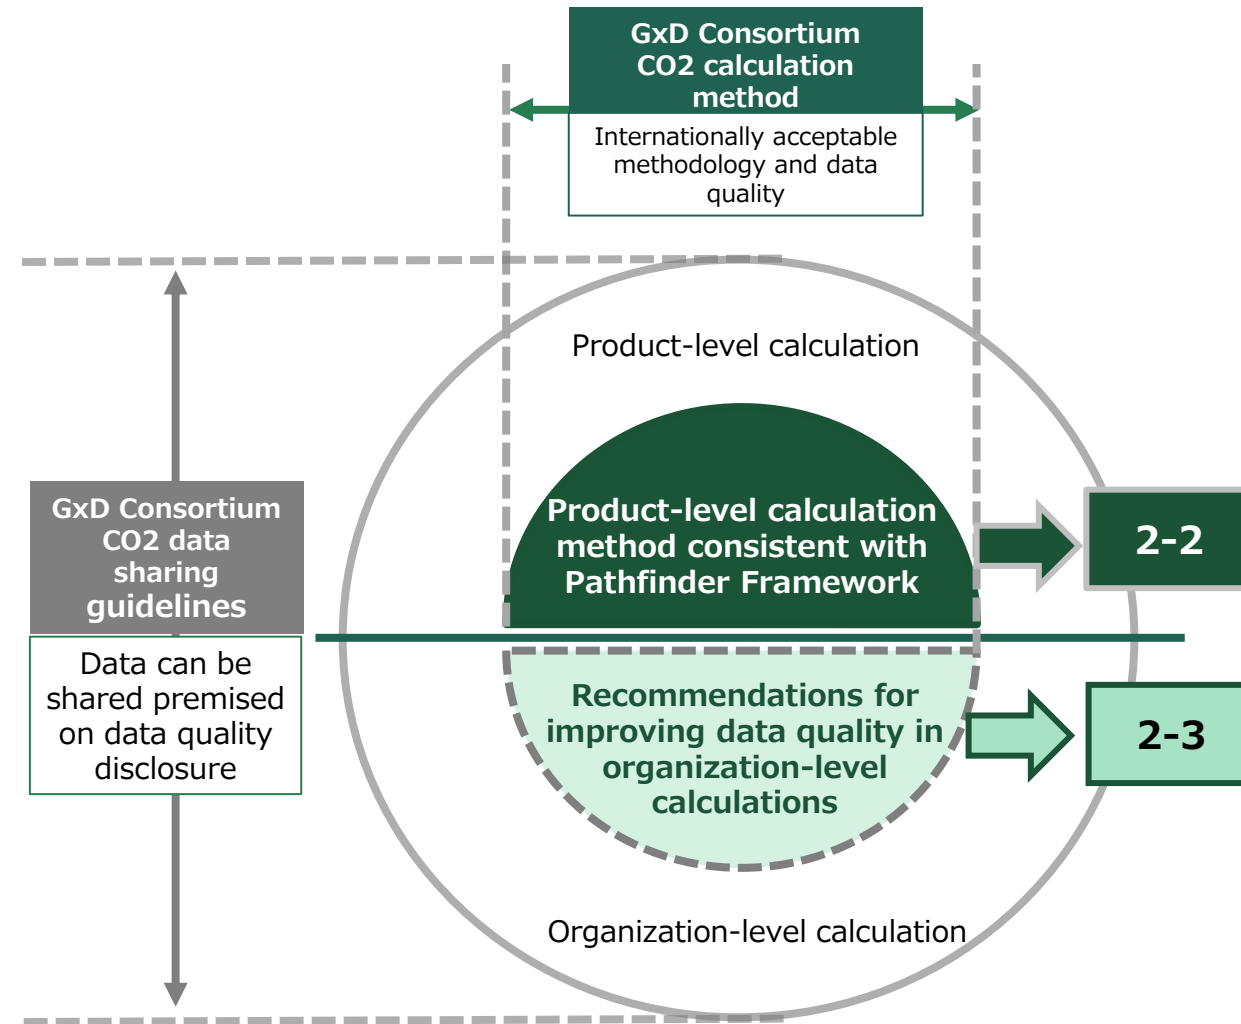 GxD Consortium
CO2 calculation
method
Internationally acceptable
methodology and data
quality
Product-level calculation
Product-level calculation
method consistent with
Pathfinder Framework
2-2
GxD Consortium
CO2 data
sharing
guidelines
Data can be
shared premised
on data quality
disclosure
Recommendations for
improving data quality in
organization-level
calculations
2-3
Organization-level calculation